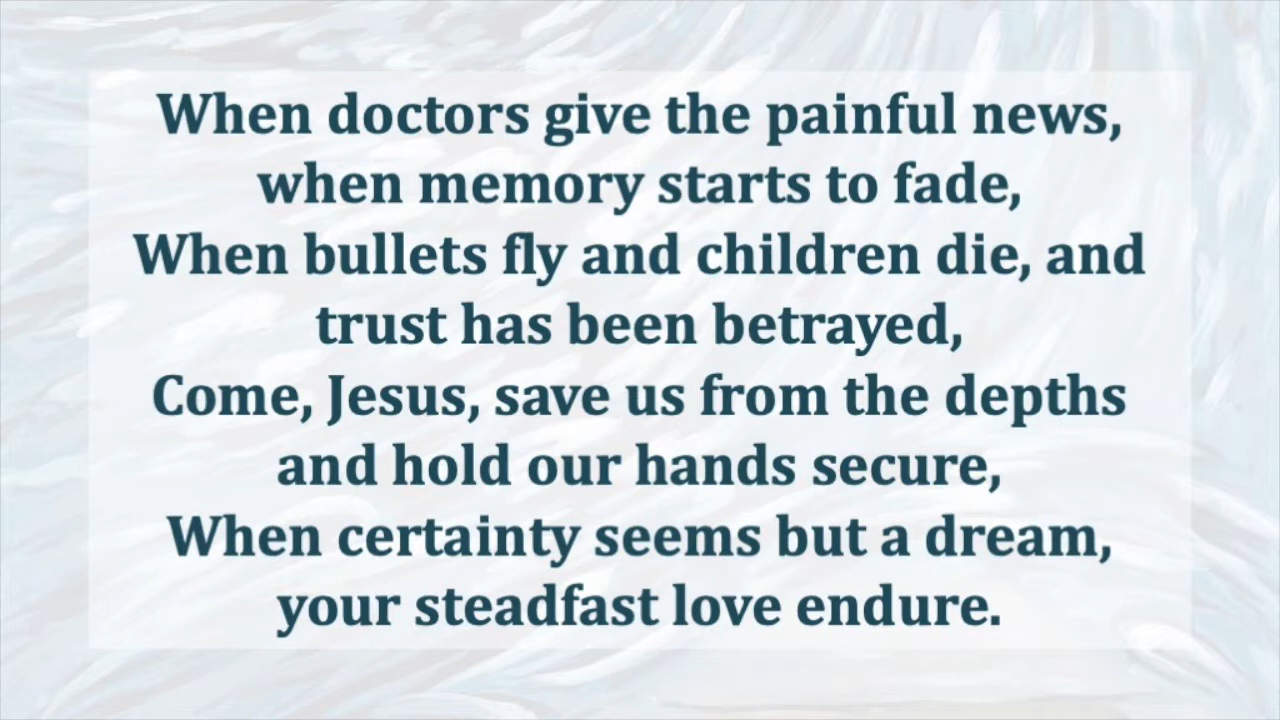 When doctors give the painful news,
when memory starts to fade,
When bullets fly and children die, and
trust has been betrayed,
Come, Jesus, save us from the depths
and hold our hands secure,
When certainty seems but a dream,
your steadfast love endure.